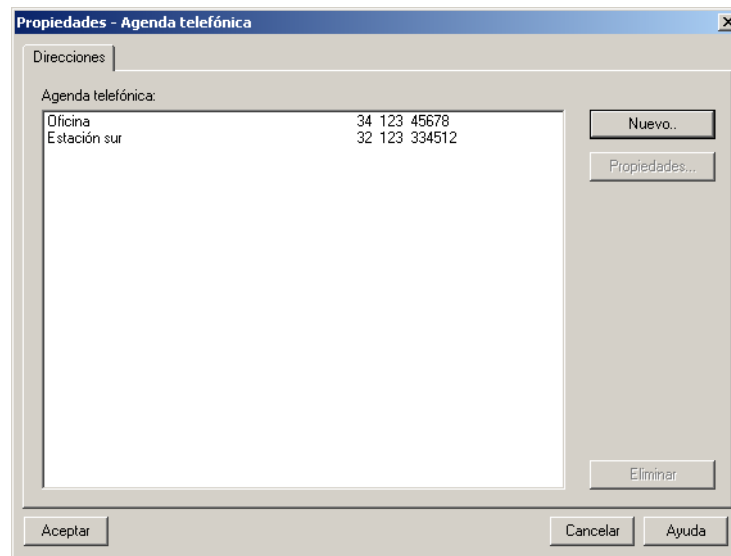 Propiedades - Agenda telefónica
Direcciones
Agenda telefónica:
Oficina 34 123 45678
Estación sur 32 123 334512
Nuevo..
Propiedades...
Eliminar
Aceptar
Cancelar
Ayuda